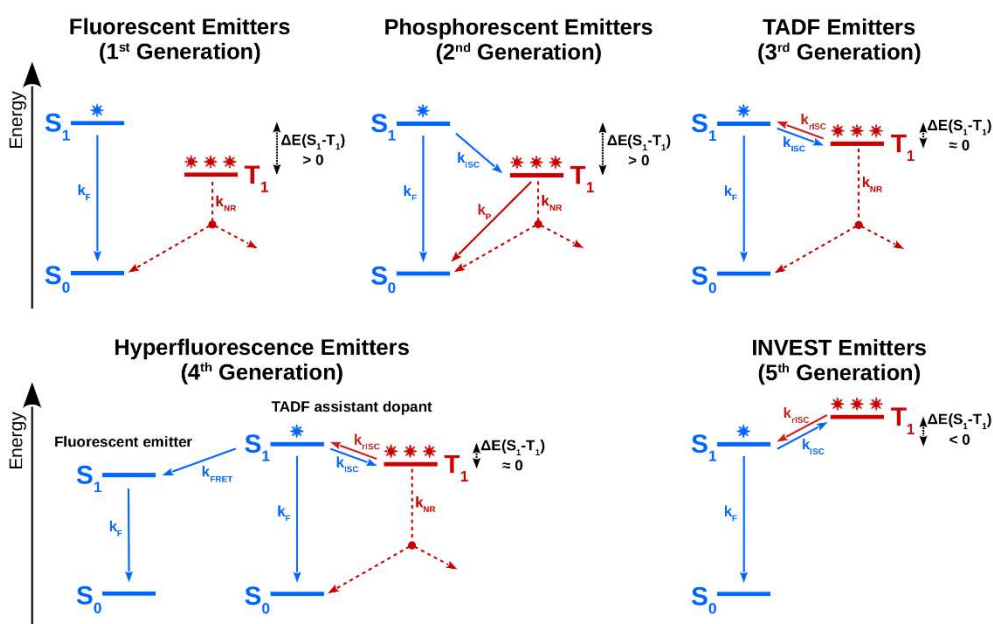 Fluorescent Emitters
(1st Generation)
Energy
S1
kF
S0
T1
kNR
ΔE(S1-T1)
> 0
Phosphorescent Emitters
(2nd Generation)
S1
kISC
kF
kP
S0
T1
kNR
ΔE(S1-T1)
> 0
TADF Emitters
(3rd Generation)
S1
krISC
kISC
kF
S0
T1
kNR
ΔE(S1-T1)
≈ 0
Hyperfluorescence Emitters
(4th Generation)
Energy
Fluorescent emitter
S1
kF
S0
kFRET
TADF assistant dopant
S1
krISC
kISC
kF
S0
T1
kNR
ΔE(S1-T1)
≈ 0
INVEST Emitters
(5th Generation)
S1
krISC
kISC
kF
S0
T1
ΔE(S1-T1)
< 0